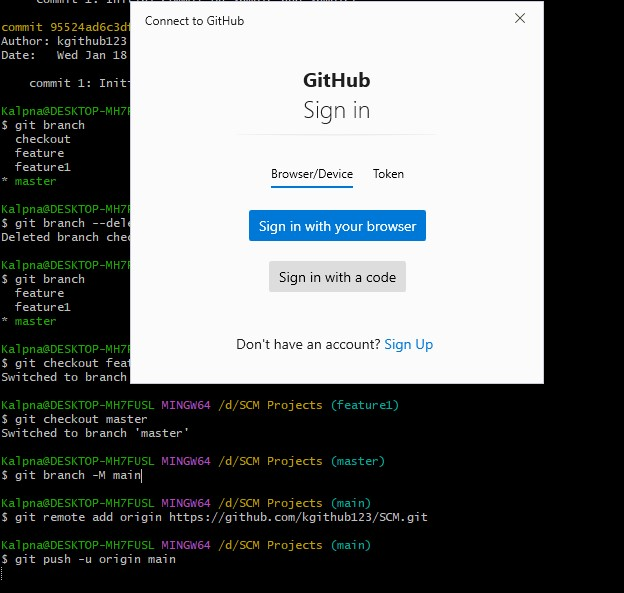 commit 95524ad6c3d
Author: kgithub123
Date:   Wed Jan 18
    commit 1: Init
Kalpna@DESKTOP-MH7F
$ git branch
  checkout
  feature
  feature1
* master
Kalpna@DESKTOP-MH7F
$ git branch --dele
Deleted branch chec
Kalpna@DESKTOP-MH7F
$ git branch
  feature
  feature1
* master
Kalpna@DESKTOP-MH7F
$ git checkout feat
Switched to branch
Connect to GitHub
GitHub
Sign in
Browser/Device Token
Sign in with your browser
Sign in with a code
Don't have an account? Sign Up
Kalpna@DESKTOP-MH7FUSL MINGW64 /d/SCM Projects (feature1)
$ git checkout master
Switched to branch 'master'
Kalpna@DESKTOP-MH7FUSL MINGW64 /d/SCM Projects (master)
$ git branch -M main
Kalpna@DESKTOP-MH7FUSL MINGW64 /d/SCM Projects (main)
$ git remote add origin https://github.com/kgithub123/SCM.git
Kalpna@DESKTOP-MH7FUSL MINGW64 /d/SCM Projects (main)
$ git push -u origin main